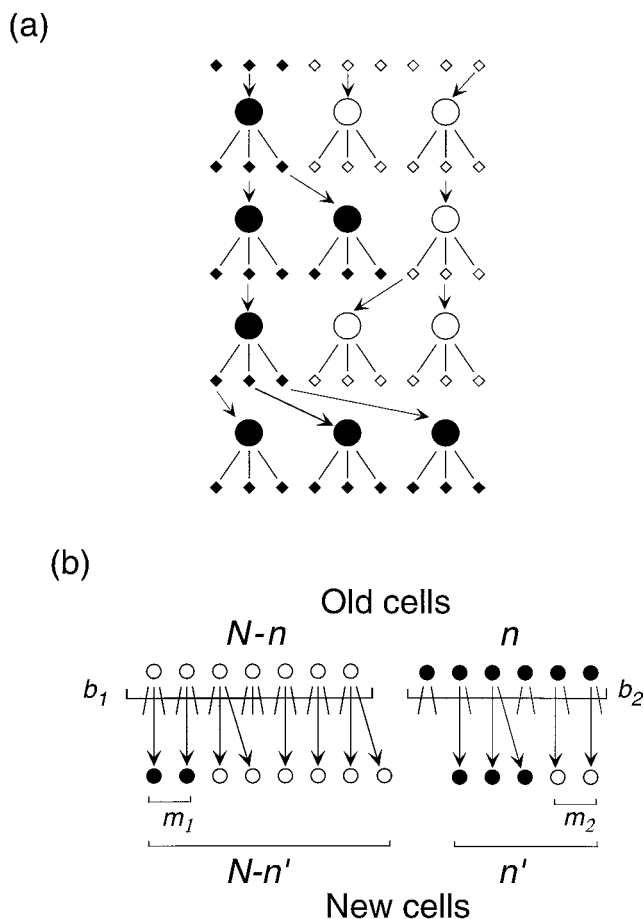 (a)
(b)
Old cells
N-n n
b1 b2
m1 m2
N-n' n'
New cells